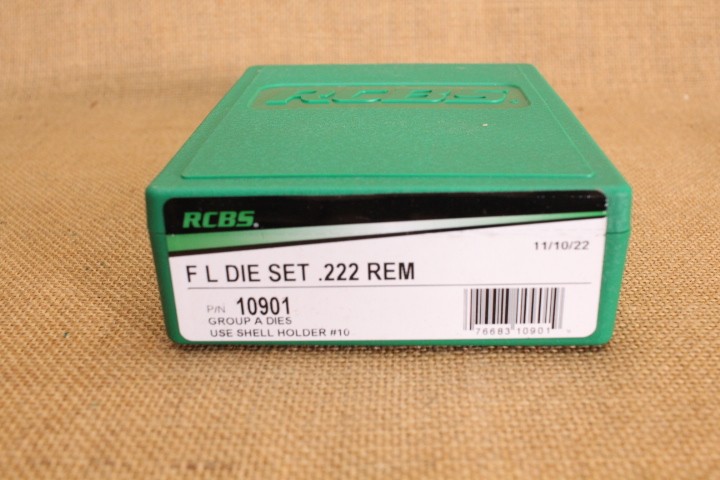 RCBS
RCBS.
11/10/22
F L DIE SET .222 REM
P/N 10901
GROUP A DIES
USE SHELL HOLDER #10
76683 10901